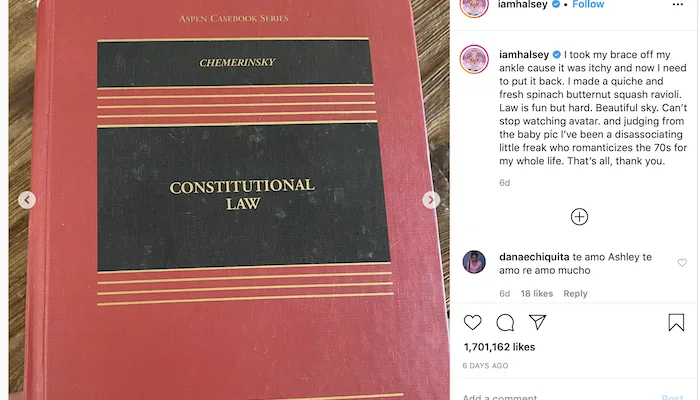 ASPEN CASEBOOK SERIES
CHEMERINSKY
CONSTITUTIONAL
LAW
iamhalsey • Follow
iamhalsey I took my brace off my
ankle cause it was itchy and now I need
to put it back. I made a quiche and
fresh spinach butternut squash ravioli.
Law is fun but hard. Beautiful sky. Can’t
stop watching avatar. and judging from
the baby pic I’ve been a disassociating
little freak who romanticizes the 70s for
my whole life. That’s all, thank you.
6d
danaechiquita te amo Ashley te
amo re amo mucho
6d 18 likes Reply
1,701,162 likes
6 DAYS AGO
Add a comment... Post